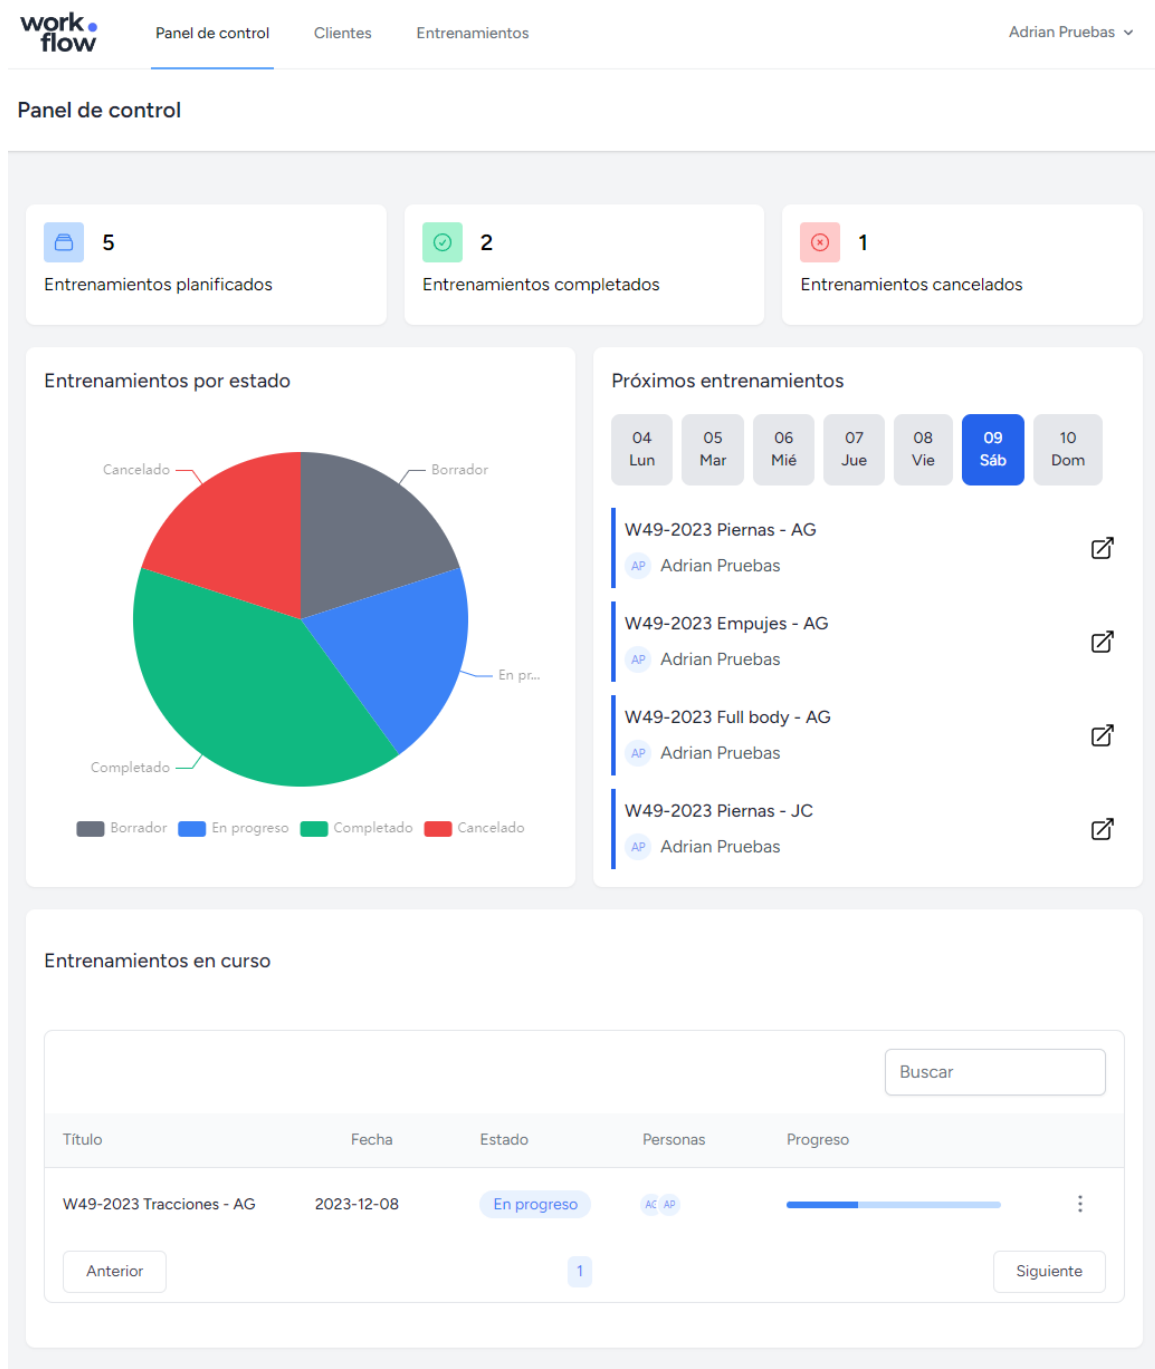 work
flow
Panel de control
Clientes
Entrenamientos
Adrian Pruebas
Panel de control
5
Entrenamientos planificados
2
Entrenamientos completados
1
Entrenamientos cancelados
Entrenamientos por estado
Cancelado
Borrador
En pr...
Completado
Borrador En progreso Completado Cancelado
Próximos entrenamientos
04 05 06 07 08 09 10
Lun Mar Mié Jue Vie Sáb Dom
W49-2023 Piernas - AG
AP Adrian Pruebas
W49-2023 Empujes - AG
AP Adrian Pruebas
W49-2023 Full body - AG
AP Adrian Pruebas
W49-2023 Piernas - JC
AP Adrian Pruebas
Entrenamientos en curso
Buscar
Título Fecha Estado Personas Progreso
W49-2023 Tracciones - AG 2023-12-08 En progreso AG AP
Anterior 1 Siguiente